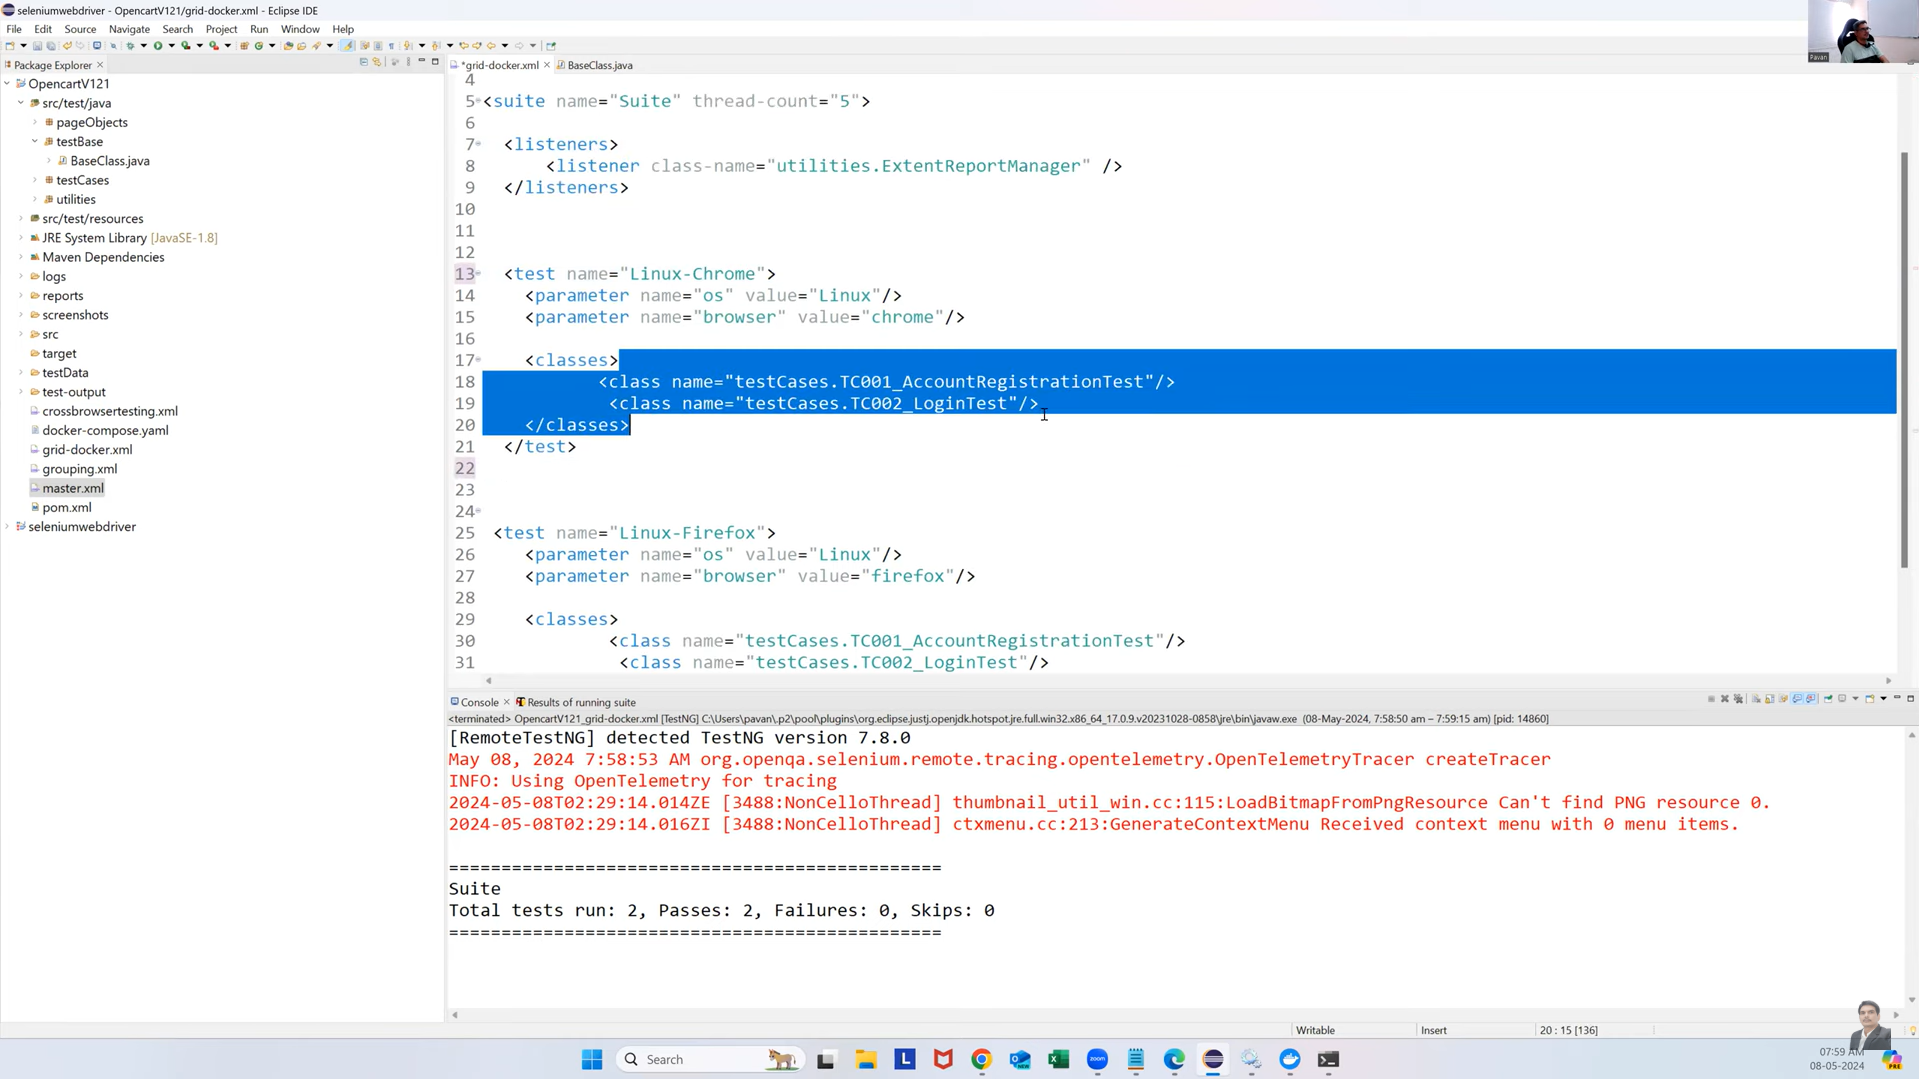 seleniumwebdriver - OpencartV121/grid-docker.xml - Eclipse IDE
File Edit Source Navigate Search Project Run Window Help
Package Explorer
OpencartV121
src/test/java
pageObjects
testBase
BaseClass.java
testCases
utilities
src/test/resources
JRE System Library [JavaSE-1.8]
Maven Dependencies
logs
reports
screenshots
src
target
testData
test-output
crossbrowsertesting.xml
docker-compose.yaml
grid-docker.xml
grouping.xml
master.xml
pom.xml
seleniumwebdriver
*grid-docker.xml BaseClass.java
4
5 <suite name="Suite" thread-count="5">
6
7 <listeners>
8 <listener class-name="utilities.ExtentReportManager" />
9 </listeners>
10
11
12
13 <test name="Linux-Chrome">
14 <parameter name="os" value="Linux"/>
15 <parameter name="browser" value="chrome"/>
16
17 <classes>
18 <class name="testCases.TC001_AccountRegistrationTest"/>
19 <class name="testCases.TC002_LoginTest"/>
20 </classes>
21 </test>
22
23
24
25 <test name="Linux-Firefox">
26 <parameter name="os" value="Linux"/>
27 <parameter name="browser" value="firefox"/>
28
29 <classes>
30 <class name="testCases.TC001_AccountRegistrationTest"/>
31 <class name="testCases.TC002_LoginTest"/>
Console Results of running suite
<terminated> OpencartV121_grid-docker.xml [TestNG] C:\Users\pavan\.p2\pool\plugins\org.eclipse.justj.openjdk.hotspot.jre.full.win32.x86_64_17.0.9.v20231028-0858\jre\bin\javaw.exe (08-May-2024, 7:58:50 am – 7:59:15 am) [pid: 14860]
[RemoteTestNG] detected TestNG version 7.8.0
May 08, 2024 7:58:53 AM org.openqa.selenium.remote.tracing.opentelemetry.OpenTelemetryTracer createTracer
INFO: Using OpenTelemetry for tracing
2024-05-08T02:29:14.014ZE [3488:NonCelloThread] thumbnail_util_win.cc:115:LoadBitmapFromPngResource Can't find PNG resource 0.
2024-05-08T02:29:14.016ZI [3488:NonCelloThread] ctxmenu.cc:213:GenerateContextMenu Received context menu with 0 menu items.
===============================================
Suite
Total tests run: 2, Passes: 2, Failures: 0, Skips: 0
===============================================
Writable Insert 20 : 15 [136]
Search
07:59 AM
08-05-2024
Pavan
PRE